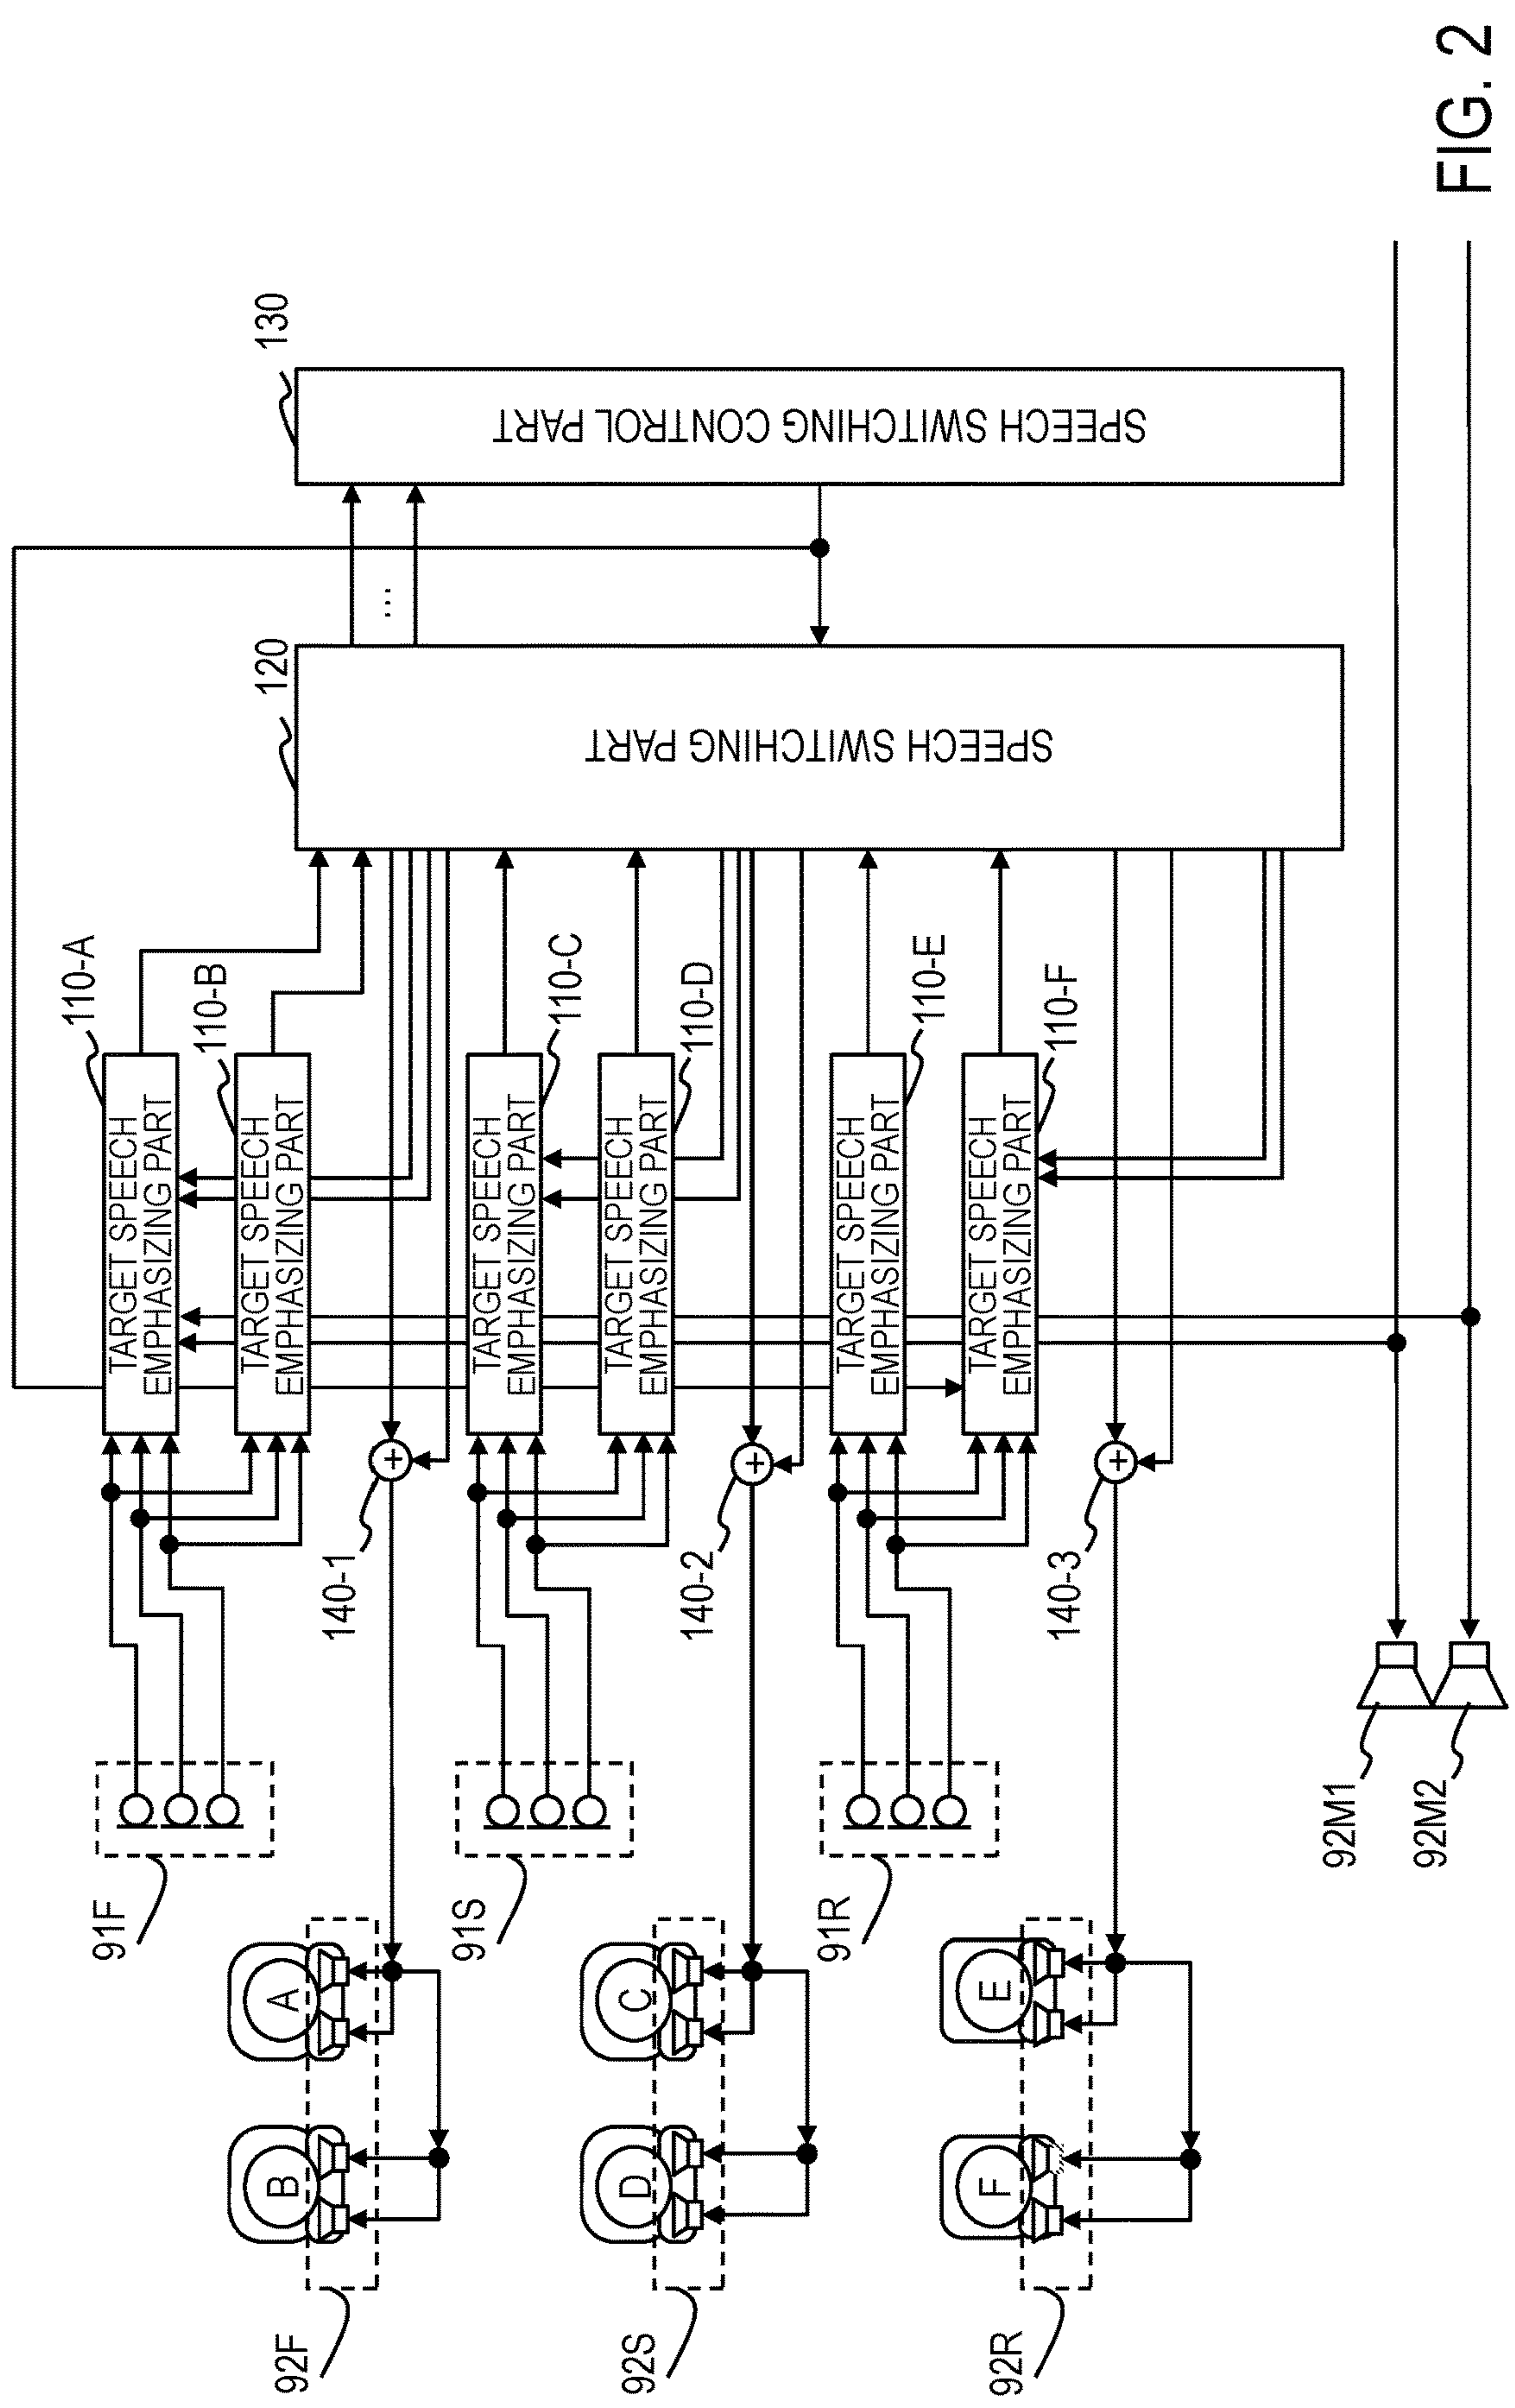 91F
92F
A
B
TARGET SPEECH
EMPHASIZING PART
110-A
TARGET SPEECH
EMPHASIZING PART
110-B
140-1
+
91S
92S
C
D
TARGET SPEECH
EMPHASIZING PART
110-C
TARGET SPEECH
EMPHASIZING PART
110-D
140-2
+
91R
92R
E
F
TARGET SPEECH
EMPHASIZING PART
110-E
TARGET SPEECH
EMPHASIZING PART
110-F
140-3
+
120
SPEECH SWITCHING PART
...
130
SPEECH SWITCHING CONTROL PART
92M1
92M2
FIG. 2